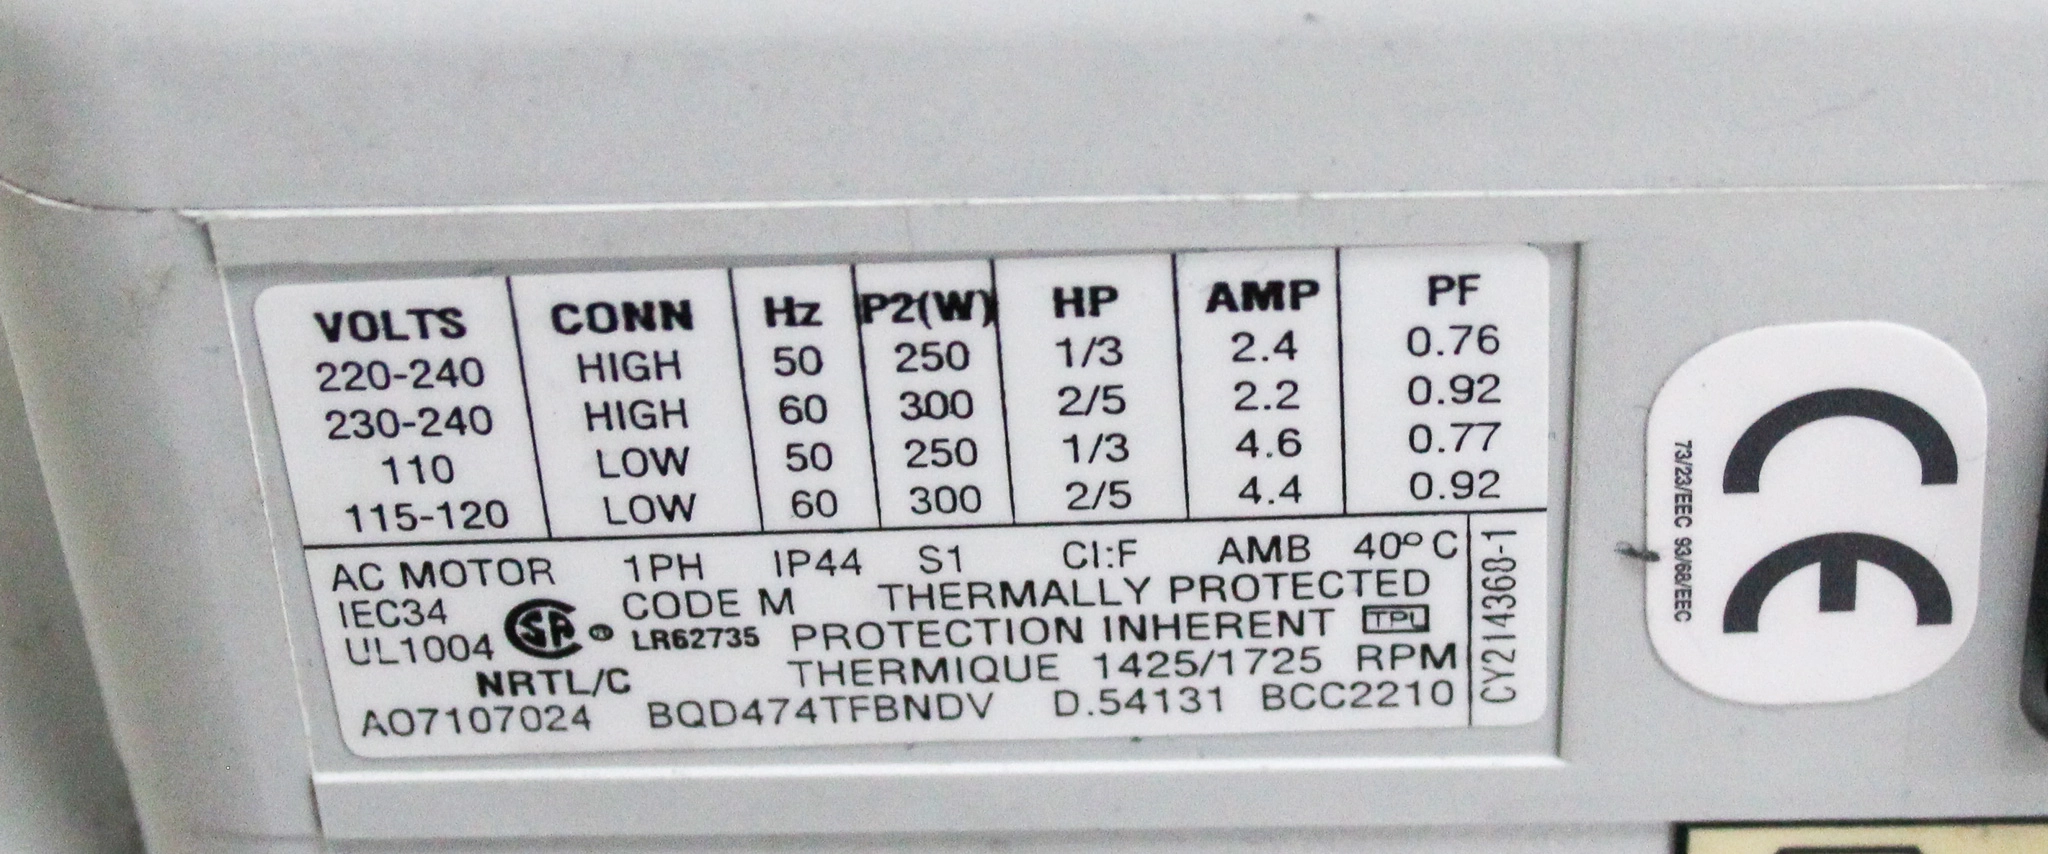 VOLTS CONN Hz P2(W) HP AMP PF
220-240 HIGH 50 250 1/3 2.4 0.76
230-240 HIGH 60 300 2/5 2.2 0.92
110 LOW 50 250 1/3 4.6 0.77
115-120 LOW 60 300 2/5 4.4 0.92
AC MOTOR 1PH IP44 S1 CI:F AMB 40°C
IEC34 CODE M THERMALLY PROTECTED
UL1004 SA LR62735 PROTECTION INHERENT TPL
NRTL/C THERMIQUE 1425/1725 RPM
AO7107024 BQD474TFBNDV D.54131 BCC2210
CY2214368-1
CE
73/23/EEC 93/68/EEC